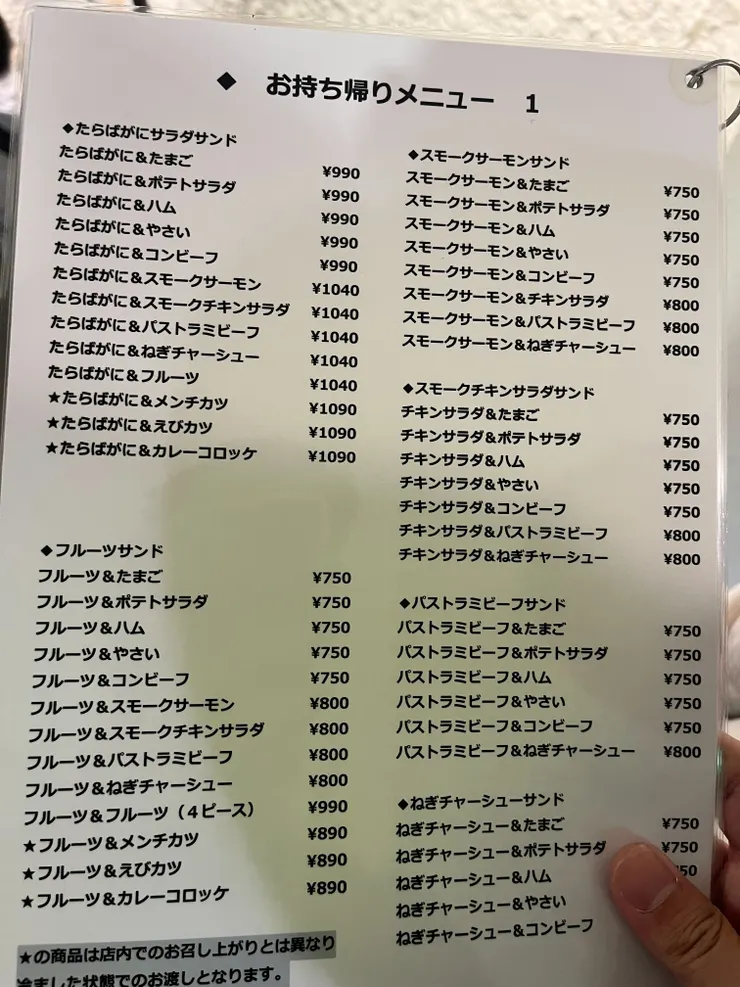 ◆ お持ち帰りメニュー 1
◆たらばがにサラダサンド
たらばがに&たまご ¥990
たらばがに&ポテトサラダ ¥990
たらばがに&ハム ¥990
たらばがに&やさい ¥990
たらばがに&コンビーフ ¥990
たらばがに&スモークサーモン ¥1040
たらばがに&スモークチキンサラダ ¥1040
たらばがに&パストラミビーフ ¥1040
たらばがに&ねぎチャーシュー ¥1040
たらばがに&フルーツ ¥1040
★たらばがに&メンチカツ ¥1090
★たらばがに&えびカツ ¥1090
★たらばがに&カレーコロッケ ¥1090
◆フルーツサンド
フルーツ&たまご ¥750
フルーツ&ポテトサラダ ¥750
フルーツ&ハム ¥750
フルーツ&やさい ¥750
フルーツ&コンビーフ ¥750
フルーツ&スモークサーモン ¥800
フルーツ&スモークチキンサラダ ¥800
フルーツ&パストラミビーフ ¥800
フルーツ&ねぎチャーシュー ¥800
フルーツ&フルーツ(4ピース) ¥990
★フルーツ&メンチカツ ¥890
★フルーツ&えびカツ ¥890
★フルーツ&カレーコロッケ ¥890
★の商品は店内でのお召し上がりとは異なり
冷ました状態でのお渡しとなります。
◆スモークサーモンサンド
スモークサーモン&たまご ¥750
スモークサーモン&ポテトサラダ ¥750
スモークサーモン&ハム ¥750
スモークサーモン&やさい ¥750
スモークサーモン&コンビーフ ¥750
スモークサーモン&チキンサラダ ¥800
スモークサーモン&パストラミビーフ ¥800
スモークサーモン&ねぎチャーシュー ¥800
◆スモークチキンサラダサンド
チキンサラダ&たまご ¥750
チキンサラダ&ポテトサラダ ¥750
チキンサラダ&ハム ¥750
チキンサラダ&やさい ¥750
チキンサラダ&コンビーフ ¥750
チキンサラダ&パストラミビーフ ¥800
チキンサラダ&ねぎチャーシュー ¥800
◆パストラミビーフサンド
パストラミビーフ&たまご ¥750
パストラミビーフ&ポテトサラダ ¥750
パストラミビーフ&ハム ¥750
パストラミビーフ&やさい ¥750
パストラミビーフ&コンビーフ ¥750
パストラミビーフ&ねぎチャーシュー ¥800
◆ねぎチャーシューサンド
ねぎチャーシュー&たまご ¥750
ねぎチャーシュー&ポテトサラダ ¥750
ねぎチャーシュー&ハム 50
ねぎチャーシュー&やさい
ねぎチャーシュー&コンビーフ